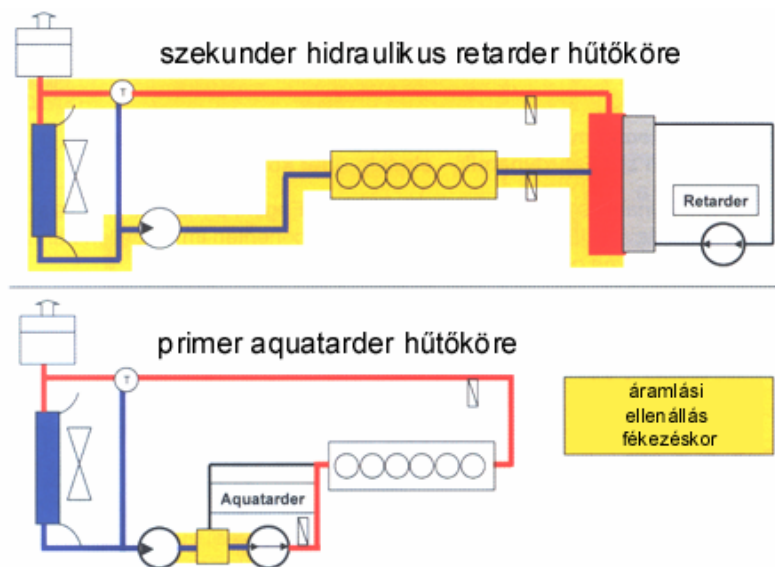 szekunder hidraulikus retarder hűtőköre
T
Retarder
primer aquatarder hűtőköre
T
áramlási
ellenállás
fékezéskor
Aquatarder